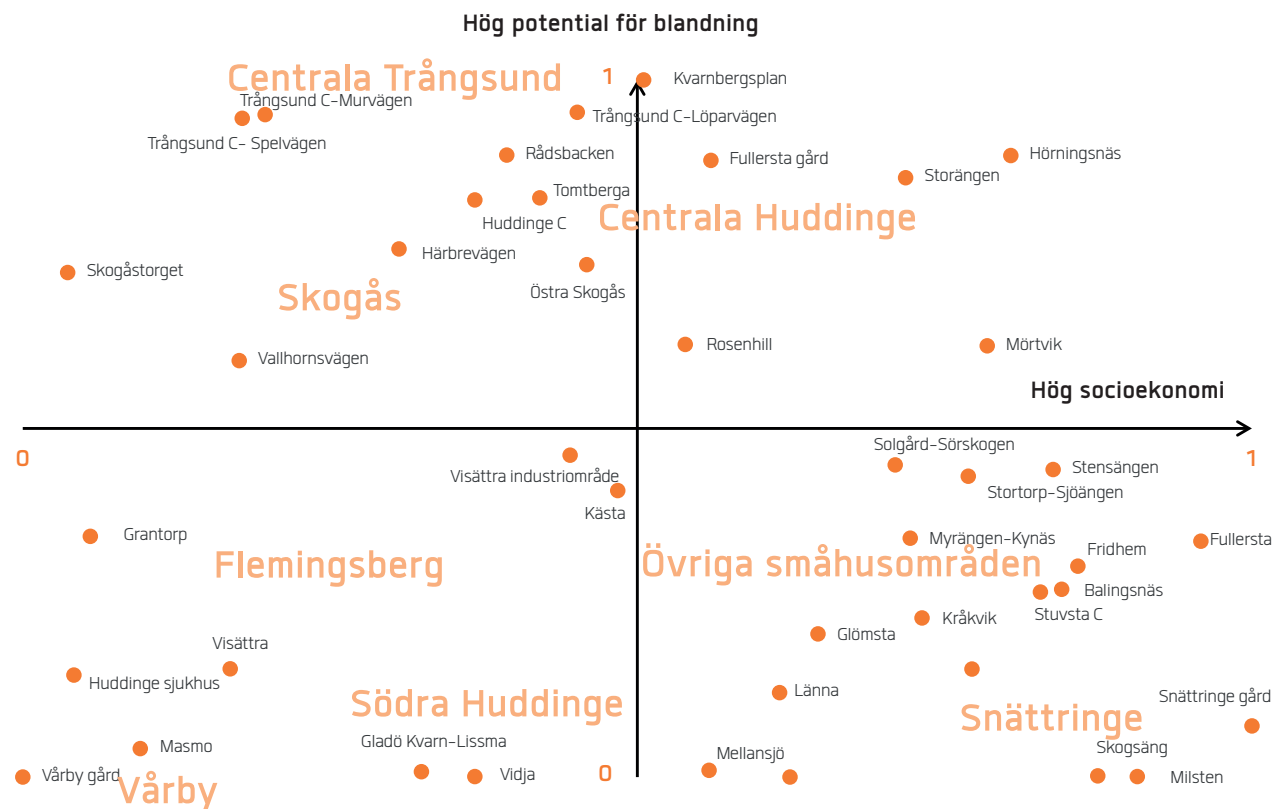 Hög potential för blandning
Centrala Trångsund
1
Kvarnbergsplan
Trångsund C-Murvägen
Trångsund C-Löparvägen
Trångsund C- Spelvägen
Rådsbacken
Fullersta gård
Hörningsnäs
Storängen
Tomtberga
Huddinge C
Centrala Huddinge
Härbrevägen
Skogåstorget
Östra Skogås
Skogås
Rosenhill
Mörtvik
Vallhornsvägen
Hög socioekonomi
0
1
Solgård-Sörskogen
Visättra industriområde
Stensängen
Stortorp-Sjöängen
Kästa
Grantorp
Myrängen-Kynäs
Fullersta
Fridhem
Flemingsberg
Övriga småhusområden
Balingsnäs
Stuvsta C
Kråkvik
Glömsta
Visättra
Huddinge sjukhus
Länna
Snättringe gård
Södra Huddinge
Snättringe
Gladö Kvarn-Lissma
Masmo
Mellansjö
Skogsäng
Vårby gård
Vidja
0
Milsten
Vårby